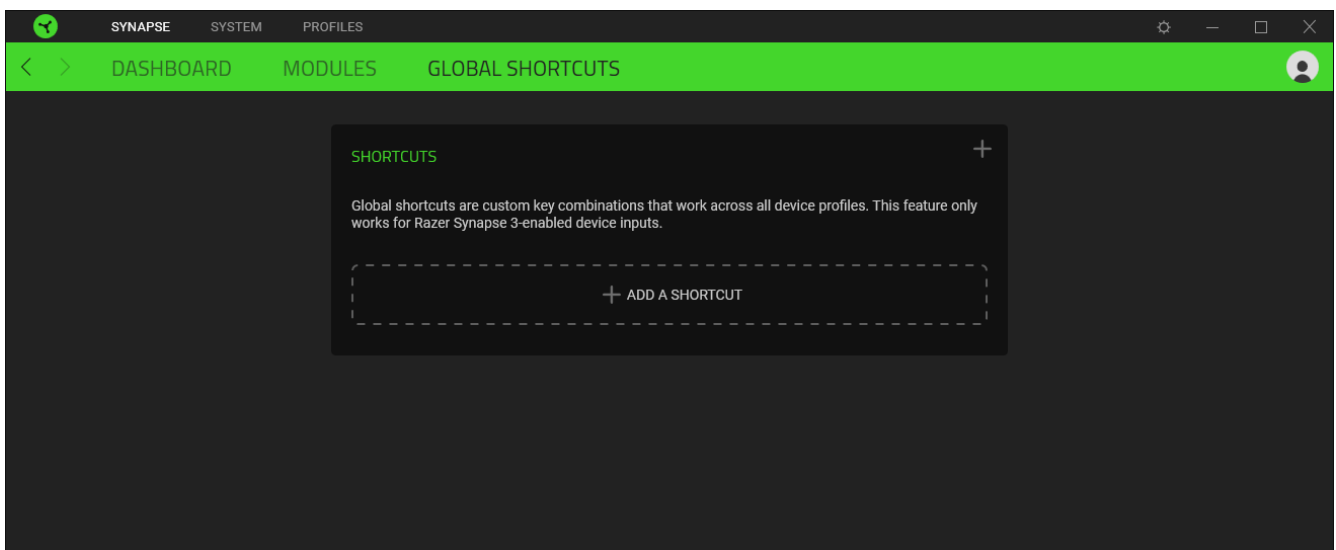 SYNAPSE SYSTEM PROFILES
DASHBOARD MODULES GLOBAL SHORTCUTS
SHORTCUTS
Global shortcuts are custom key combinations that work across all device profiles. This feature only
works for Razer Synapse 3-enabled device inputs.
ADD A SHORTCUT